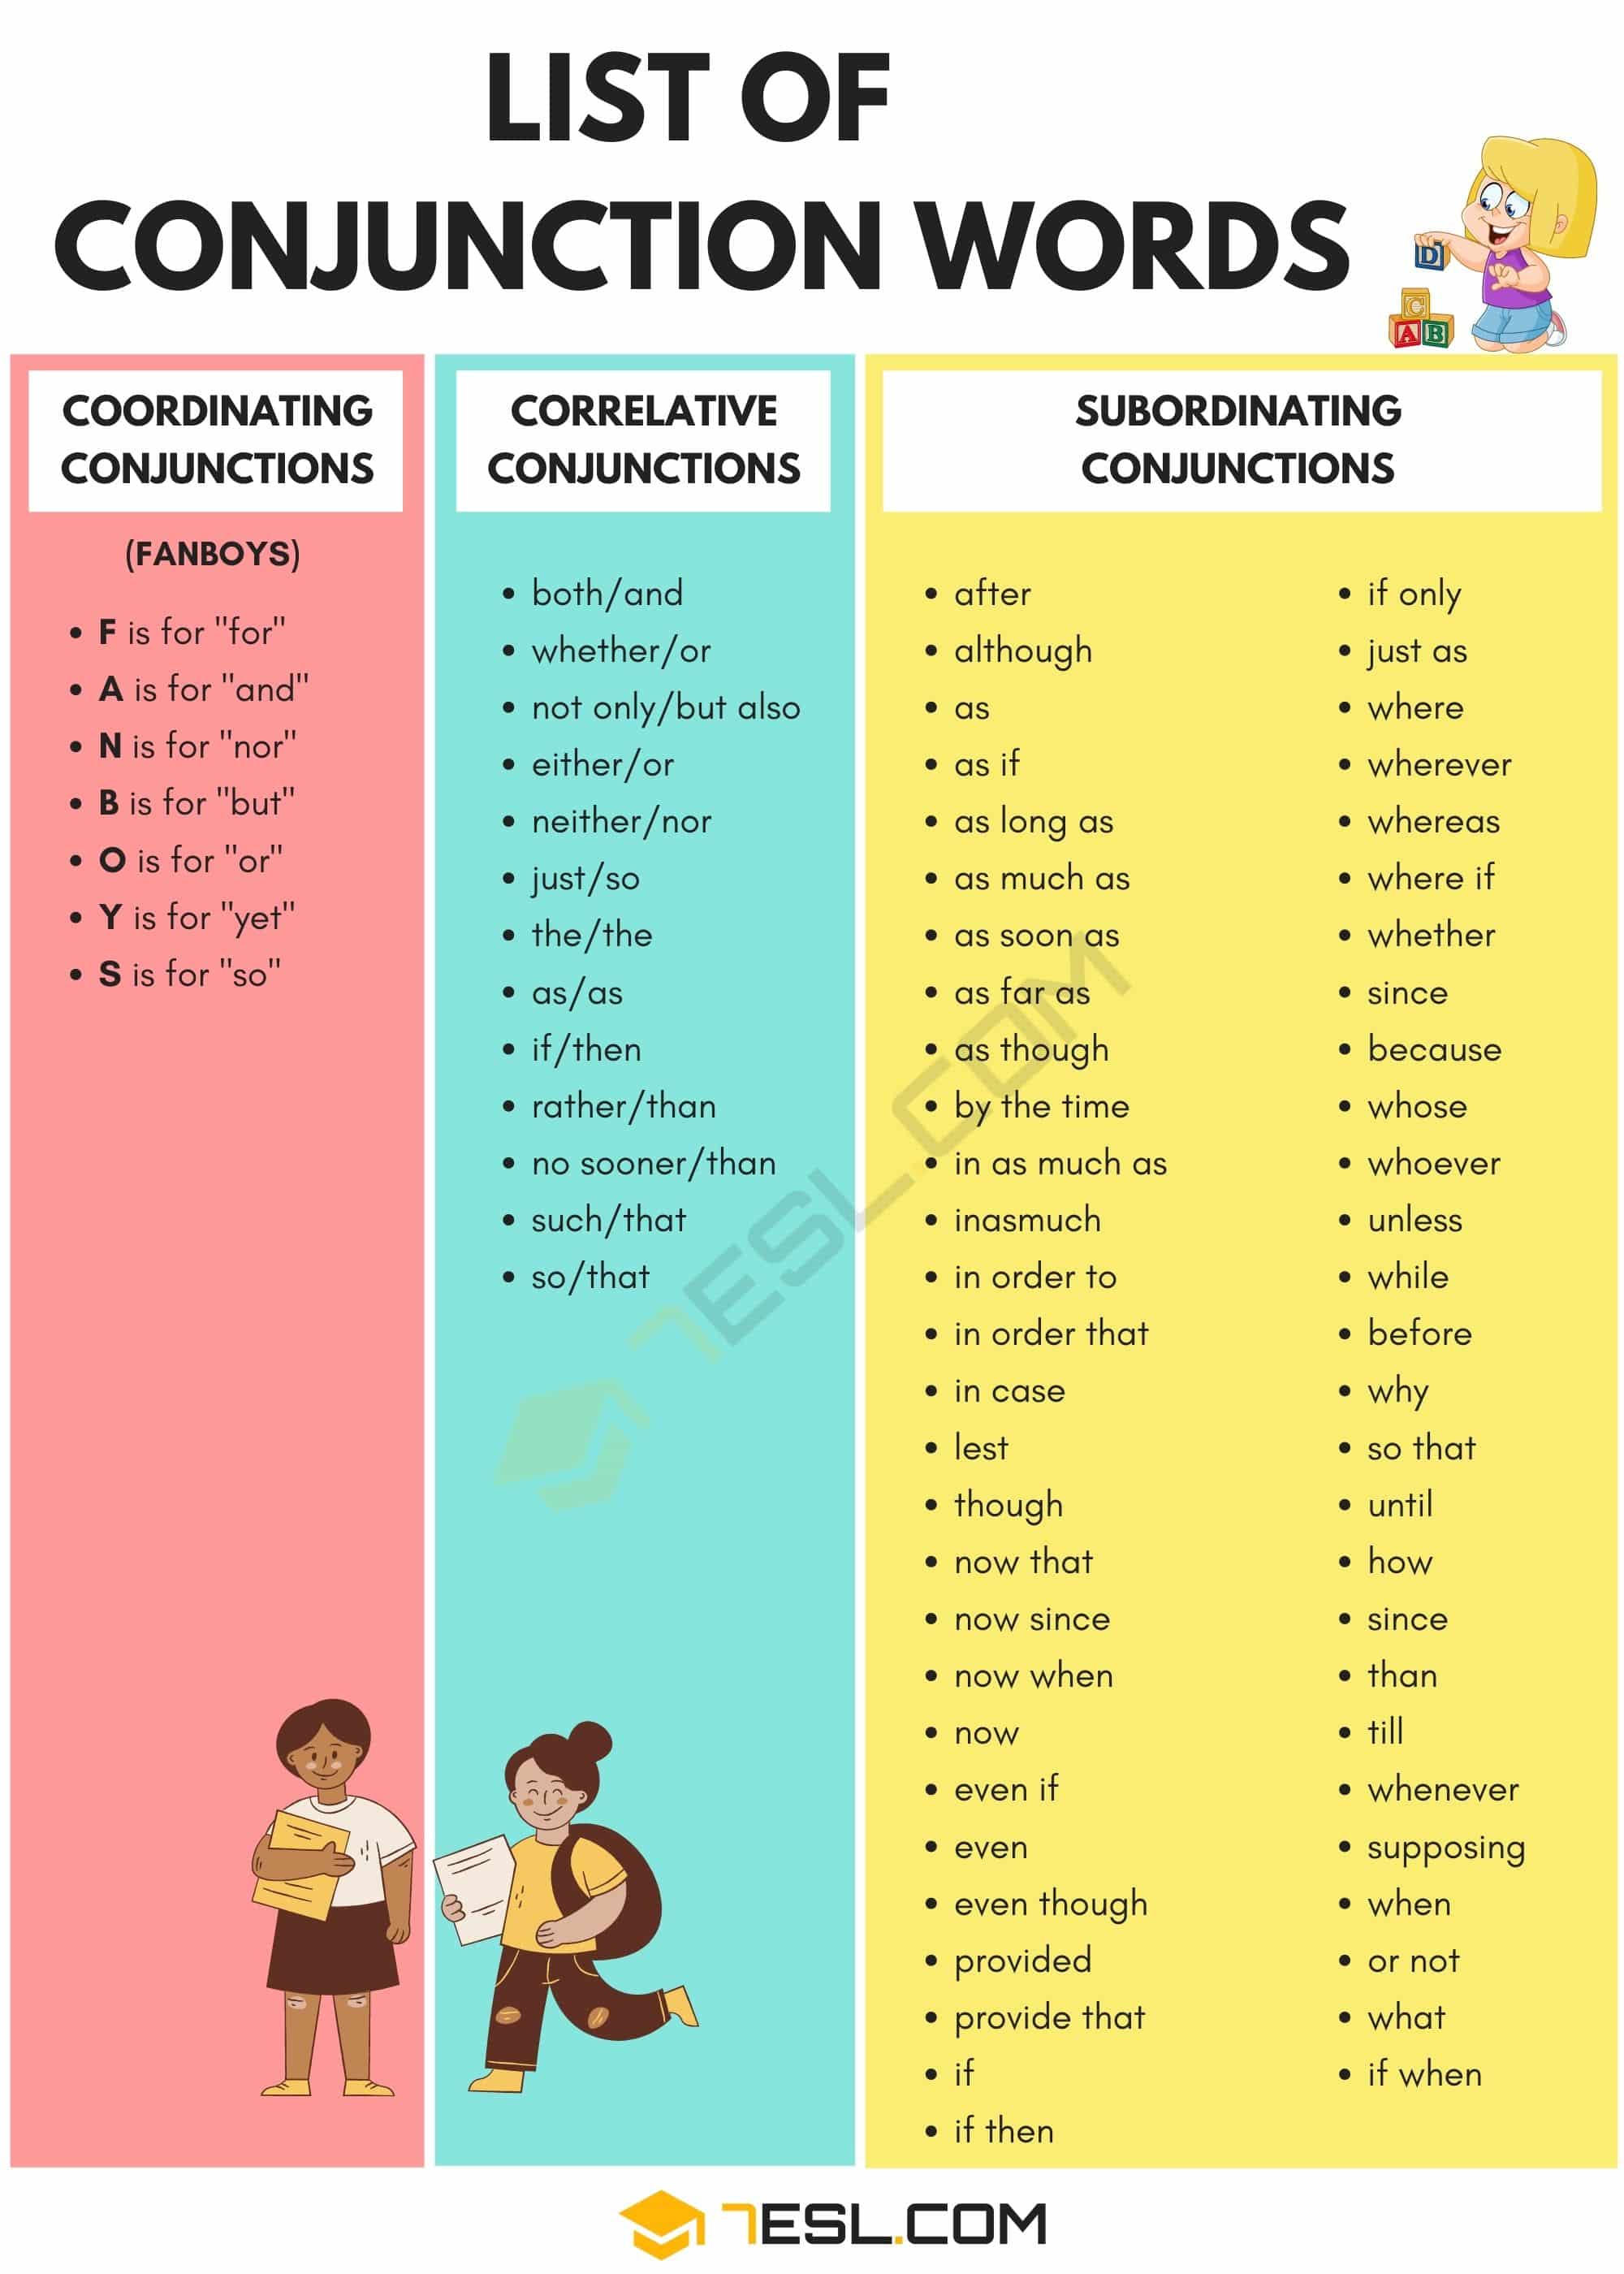 LIST OF
CONJUNCTION WORDS
D
C
A B
COORDINATING
CONJUNCTIONS
(FANBOYS)
F is for "for"
A is for "and"
N is for "nor"
B is for "but"
O is for "or"
Y is for "yet"
S is for "so"
CORRELATIVE
CONJUNCTIONS
both/and
whether/or
not only/but also
either/or
neither/nor
just/so
the/the
as/as
if/then
rather/than
no sooner/than
such/that
so/that
SUBORDINATING
CONJUNCTIONS
after
although
as
as if
as long as
as much as
as soon as
as far as
as though
by the time
in as much as
inasmuch
in order to
in order that
in case
lest
though
now that
now since
now when
now
even if
even
even though
provided
provide that
if
if then
if only
just as
where
wherever
whereas
where if
whether
since
because
whose
whoever
unless
while
before
why
so that
until
how
since
than
till
whenever
supposing
when
or not
what
if when
7ESL.COM
7ESL.COM